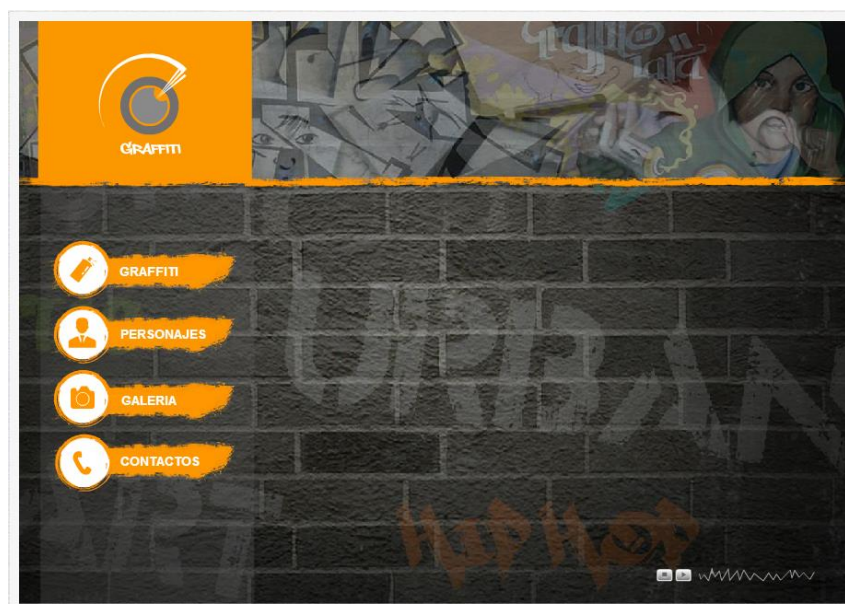 GRAFFITI
GRAFFITI
PERSONAJES
GALERIA
CONTACTOS
URBAN
ART
HIP HOP